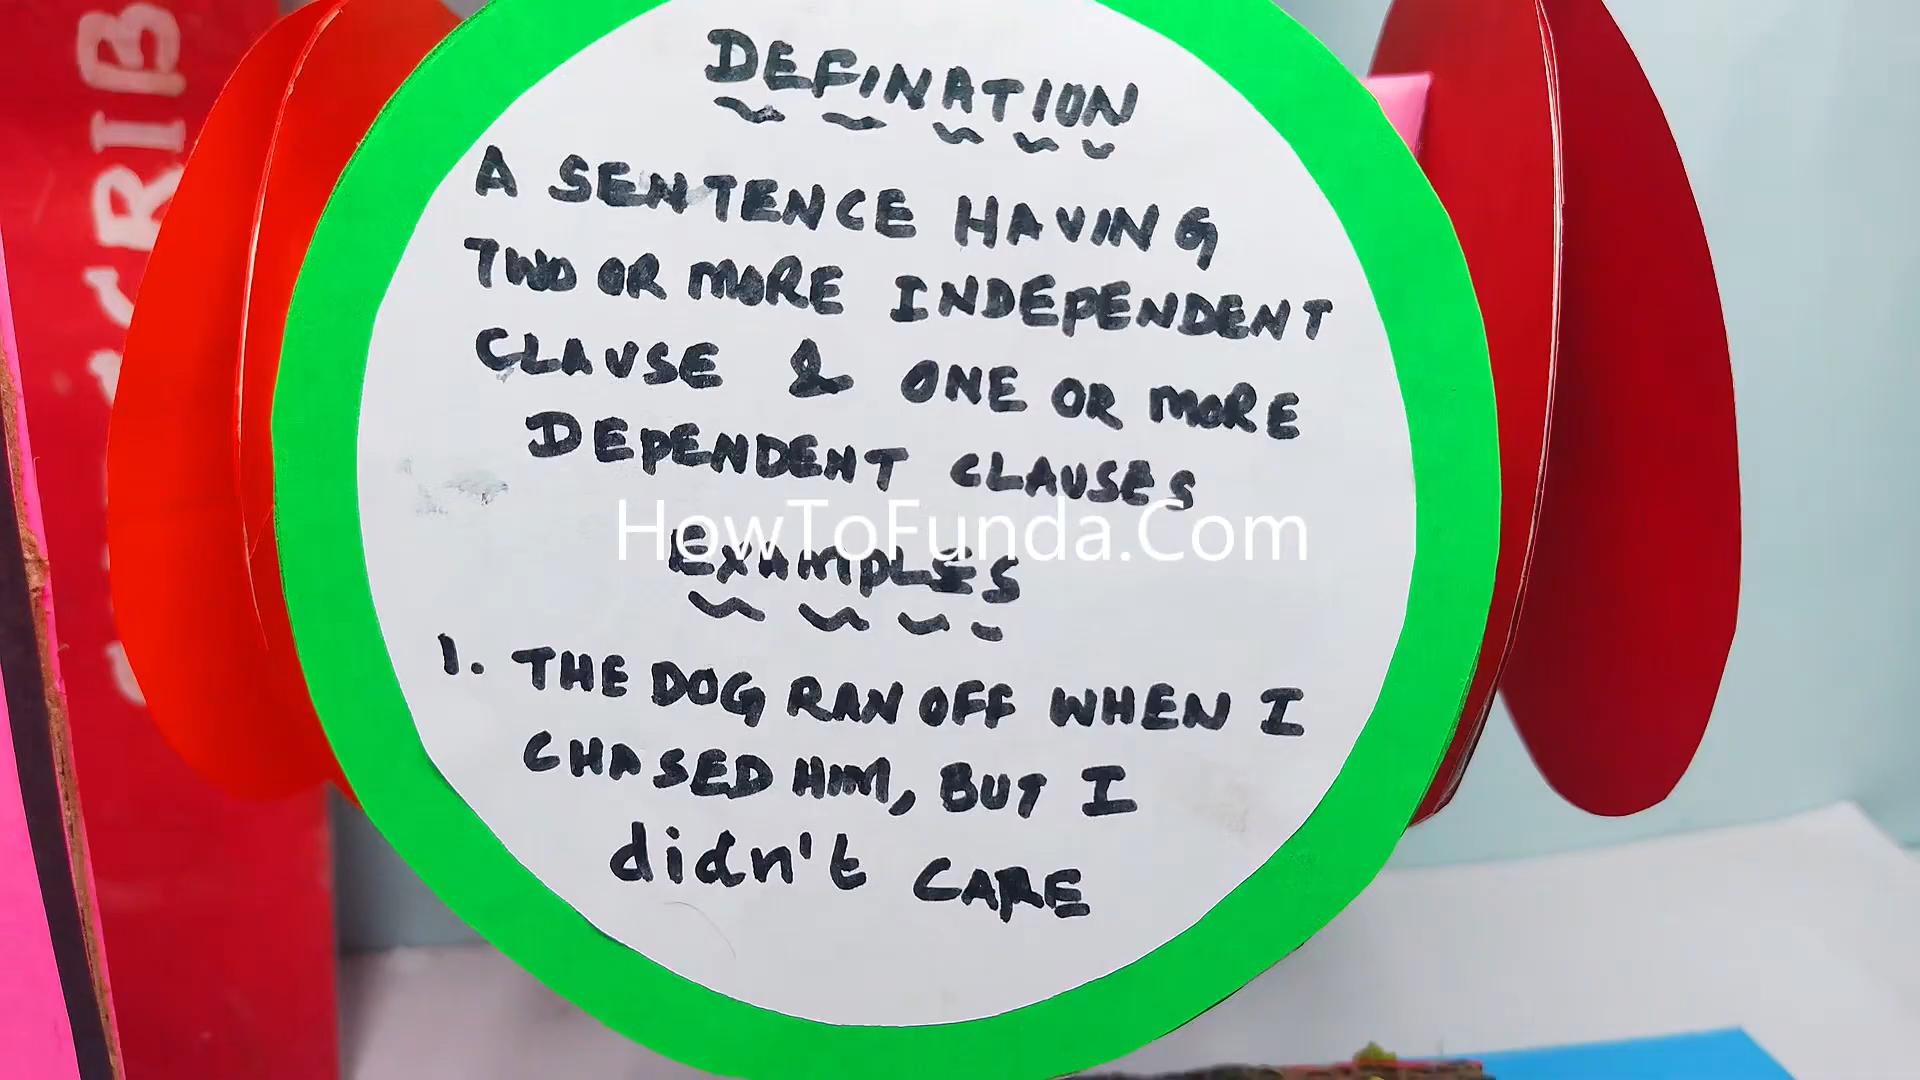 DEFINATION
A SENTENCE HAVING
TWO OR MORE INDEPENDENT
CLAUSE & ONE OR MORE
DEPENDENT CLAUSES
HowToFunda.Com
EXAMPLES
1. THE DOG RAN OFF WHEN I
CHASED HIM, BUT I
didn't CARE